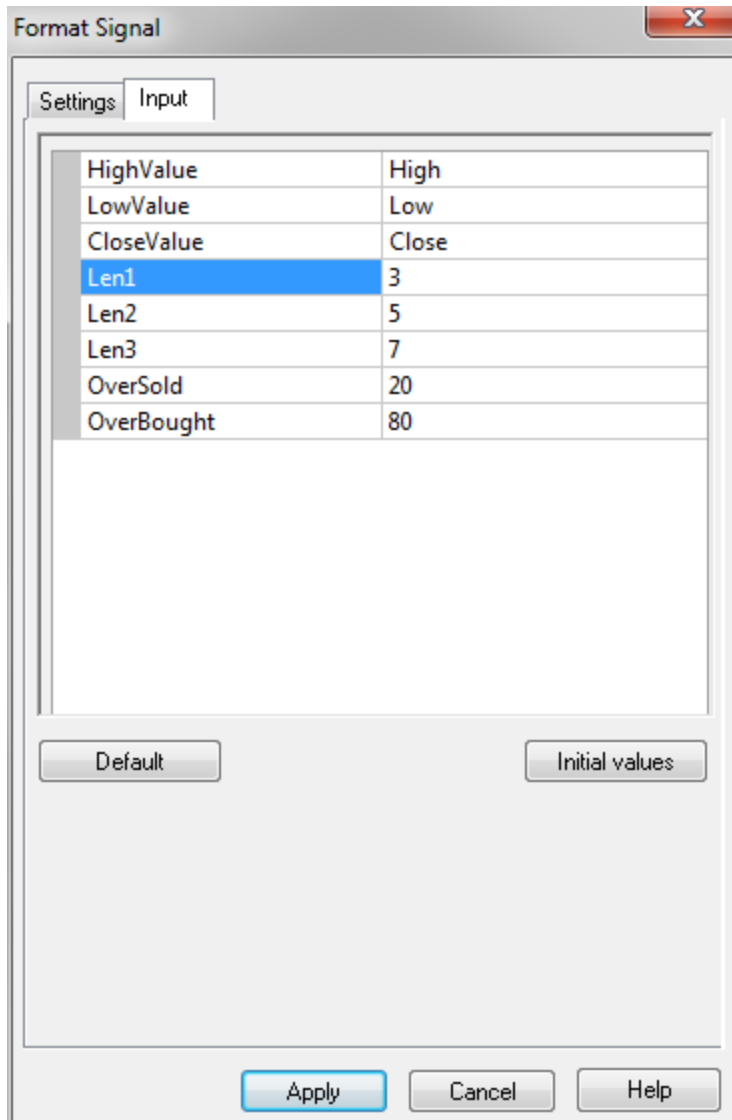 Format Signal
Settings Input
HighValue High
LowValue Low
CloseValue Close
Len1 3
Len2 5
Len3 7
OverSold 20
OverBought 80
Default Initial values
Apply Cancel Help